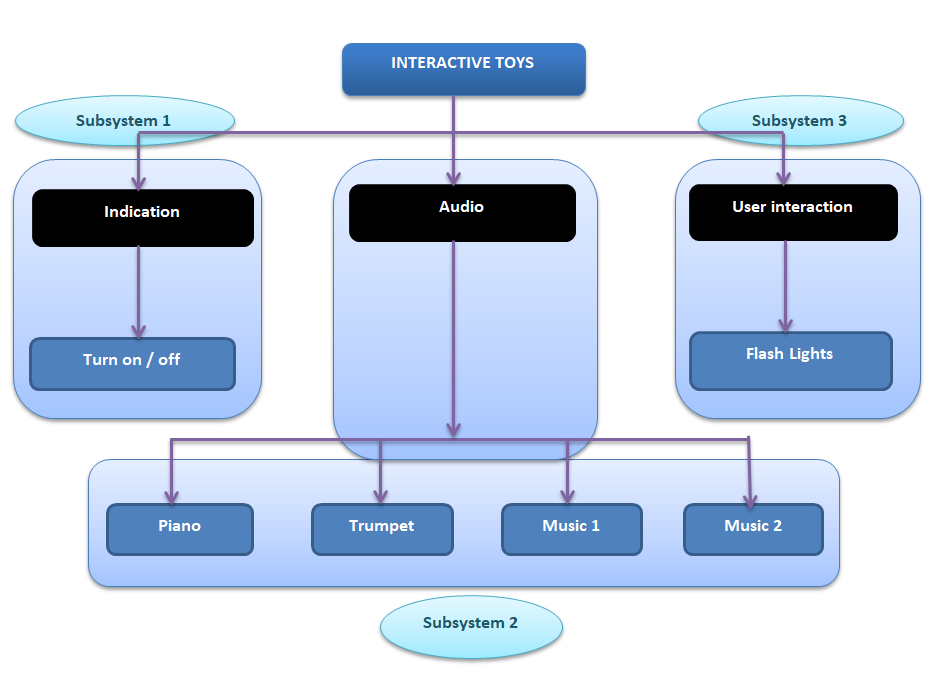 INTERACTIVE TOYS
Subsystem 1
Subsystem 3
Indication
Audio
User interaction
Turn on / off
Flash Lights
Piano
Trumpet
Music 1
Music 2
Subsystem 2